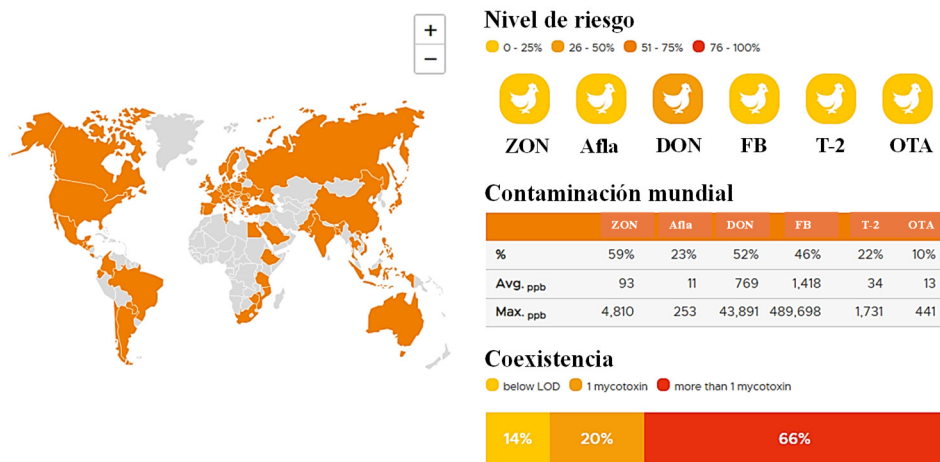 +
−
Nivel de riesgo
0 - 25% 26 - 50% 51 - 75% 76 - 100%
ZON Afla DON FB T-2 OTA
Contaminación mundial
ZON Afla DON FB T-2 OTA
% 59% 23% 52% 46% 22% 10%
Avg. ppb 93 11 769 1,418 34 13
Max. ppb 4,810 253 43,891 489,698 1,731 441
Coexistencia
below LOD 1 mycotoxin more than 1 mycotoxin
14% 20% 66%